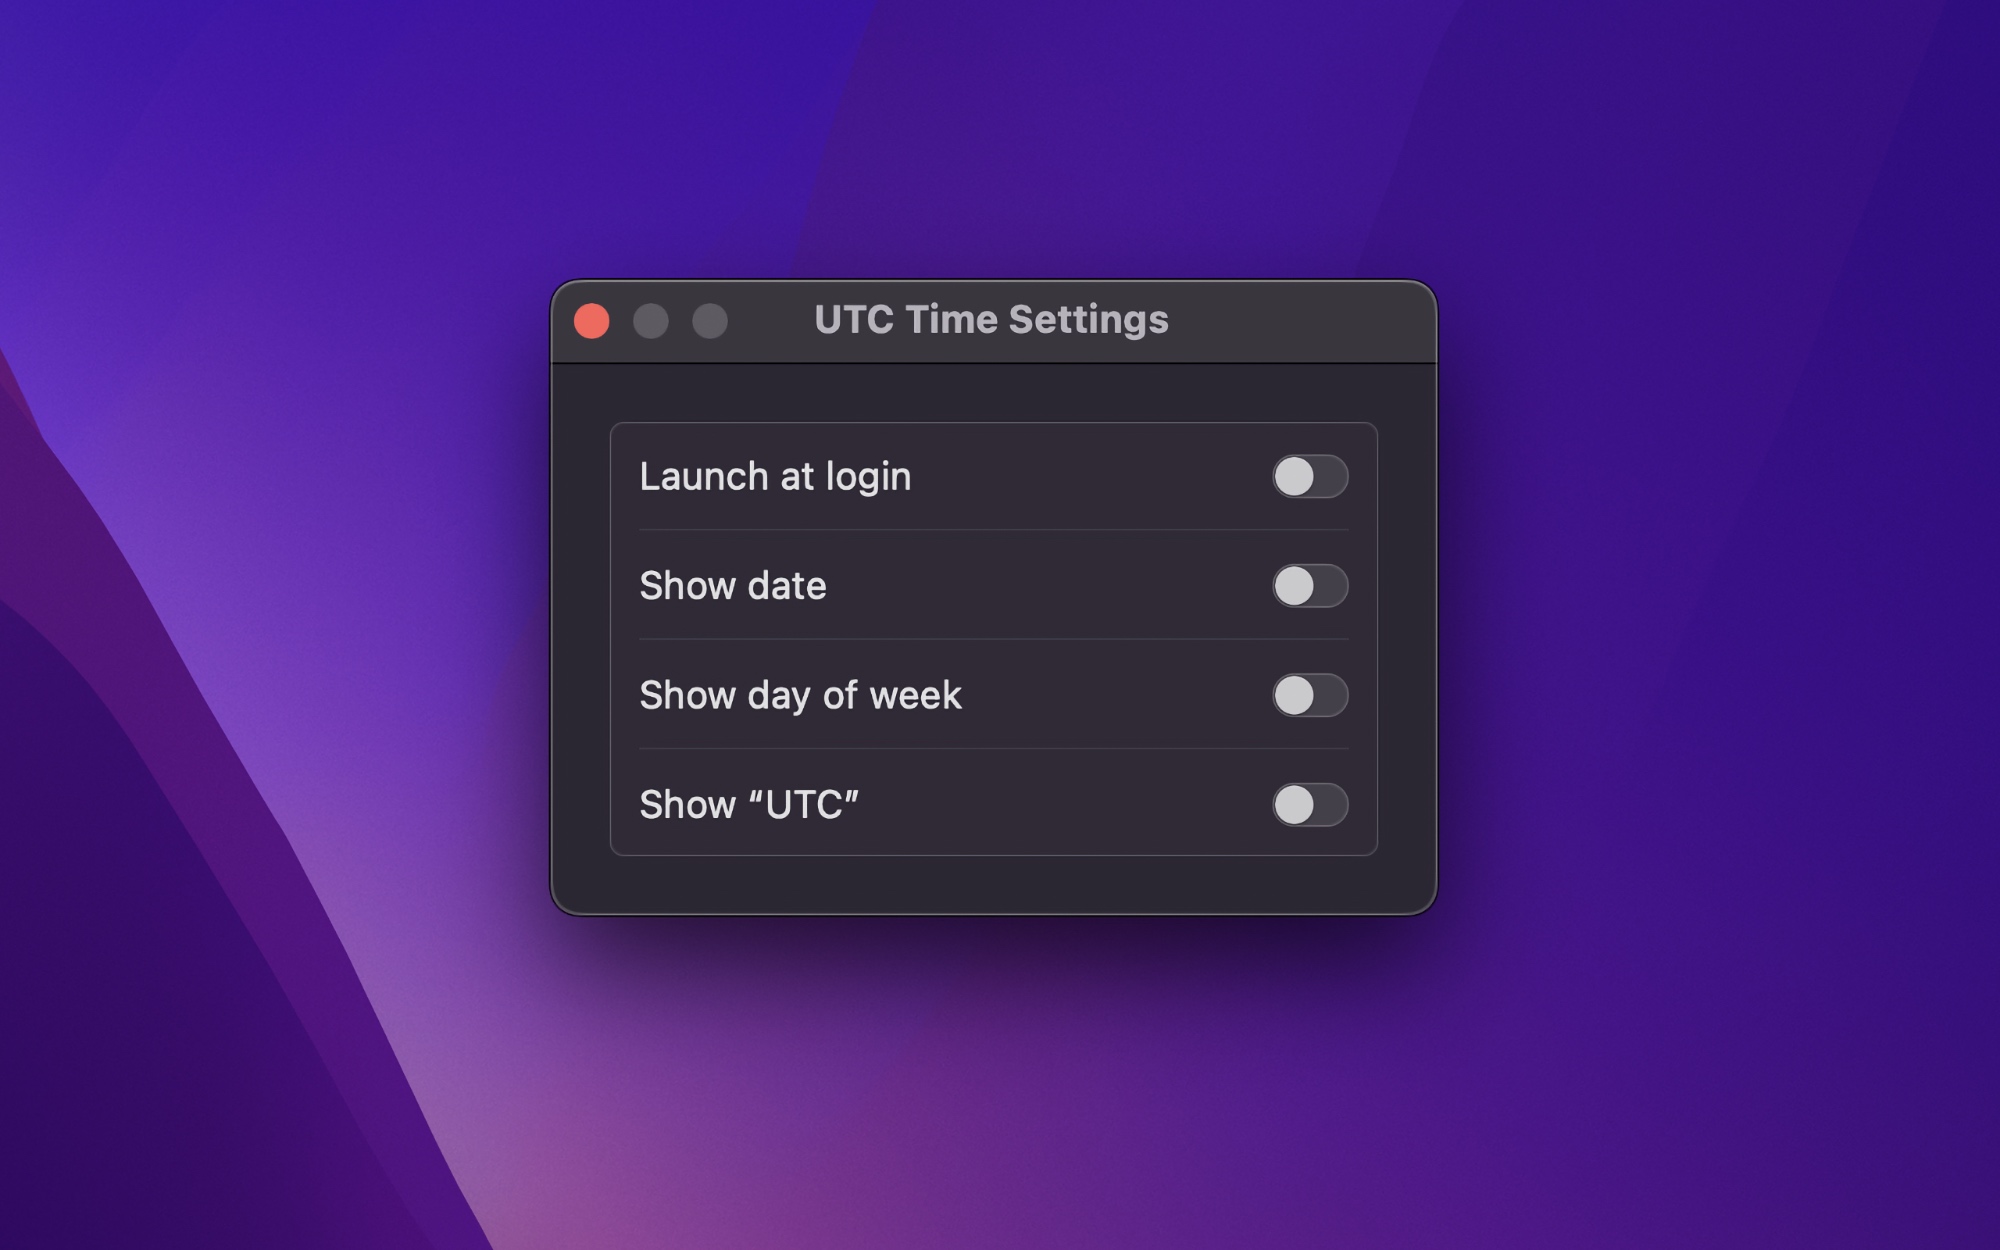 UTC Time Settings
Launch at login
Show date
Show day of week
Show “UTC”